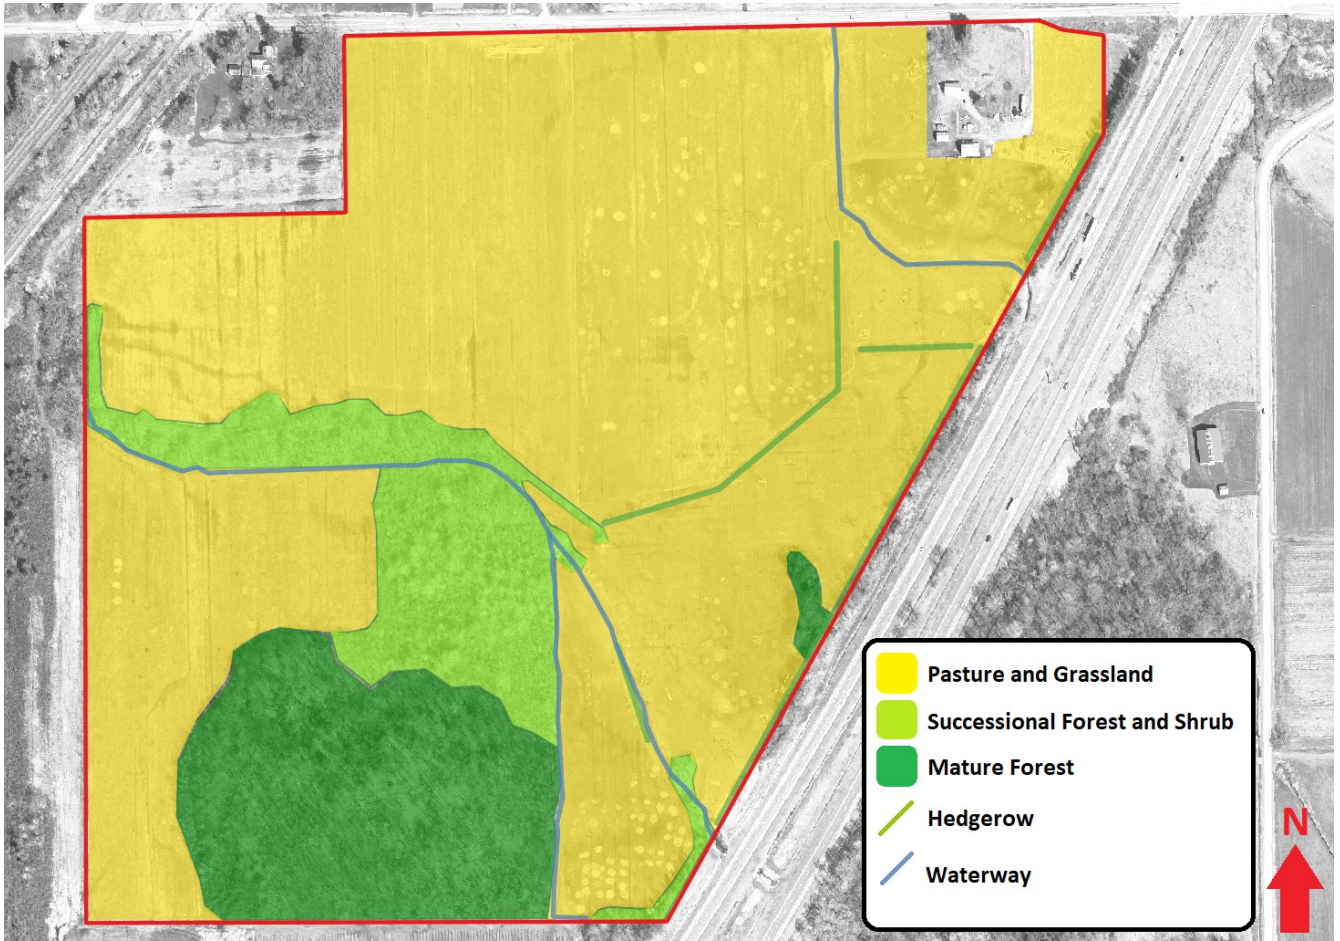 Pasture and Grassland
Successional Forest and Shrub
Mature Forest
Hedgerow
Waterway
N